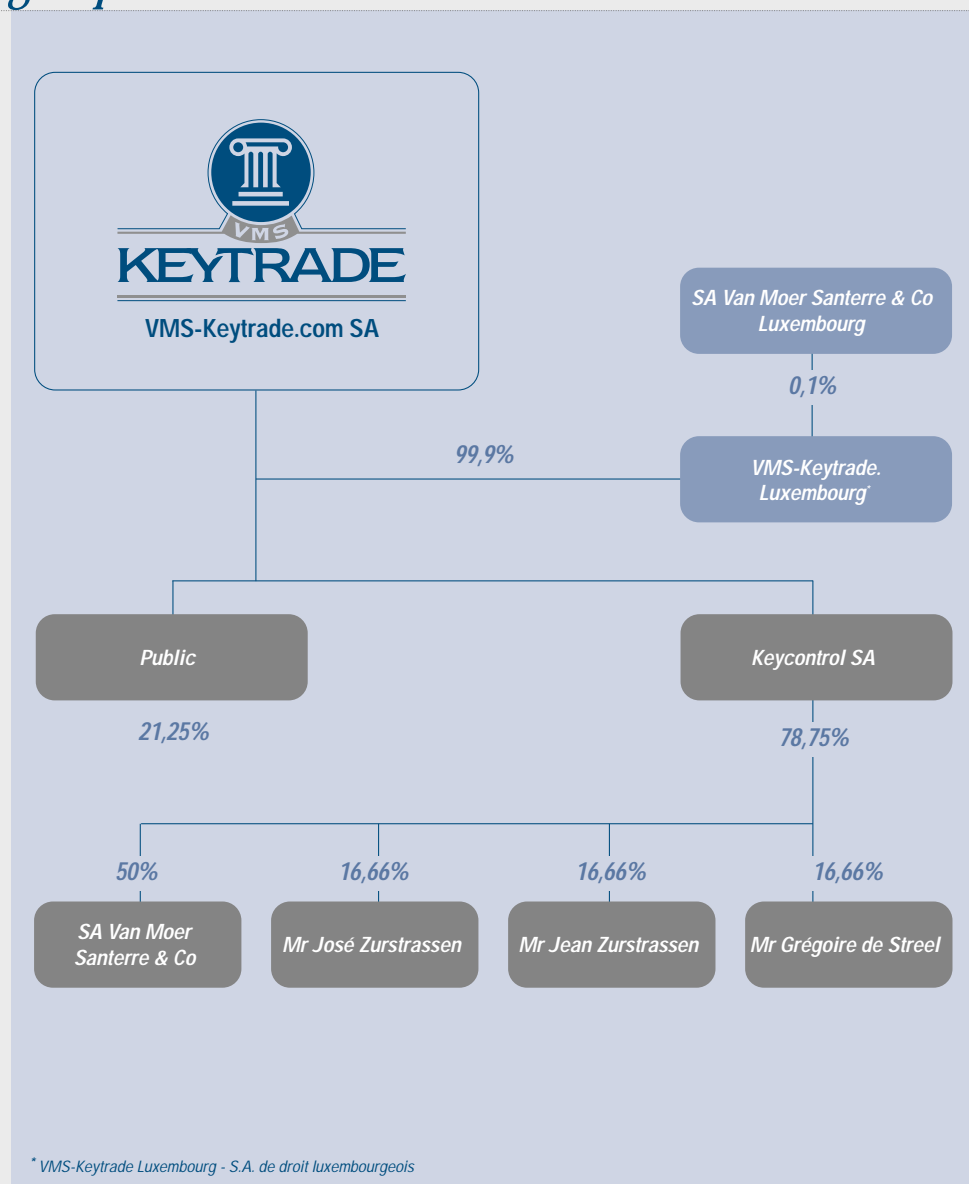 VMS
KEYTRADE
VMS-Keytrade.com SA
SA Van Moer Santerre & Co
Luxembourg
0,1%
99,9%
VMS-Keytrade.
Luxembourg*
Public
Keycontrol SA
21,25%
78,75%
50%
16,66%
16,66%
16,66%
SA Van Moer
Santerre & Co
Mr José Zurstrassen
Mr Jean Zurstrassen
Mr Grégoire de Streel
* VMS-Keytrade Luxembourg - S.A. de droit luxembourgeois